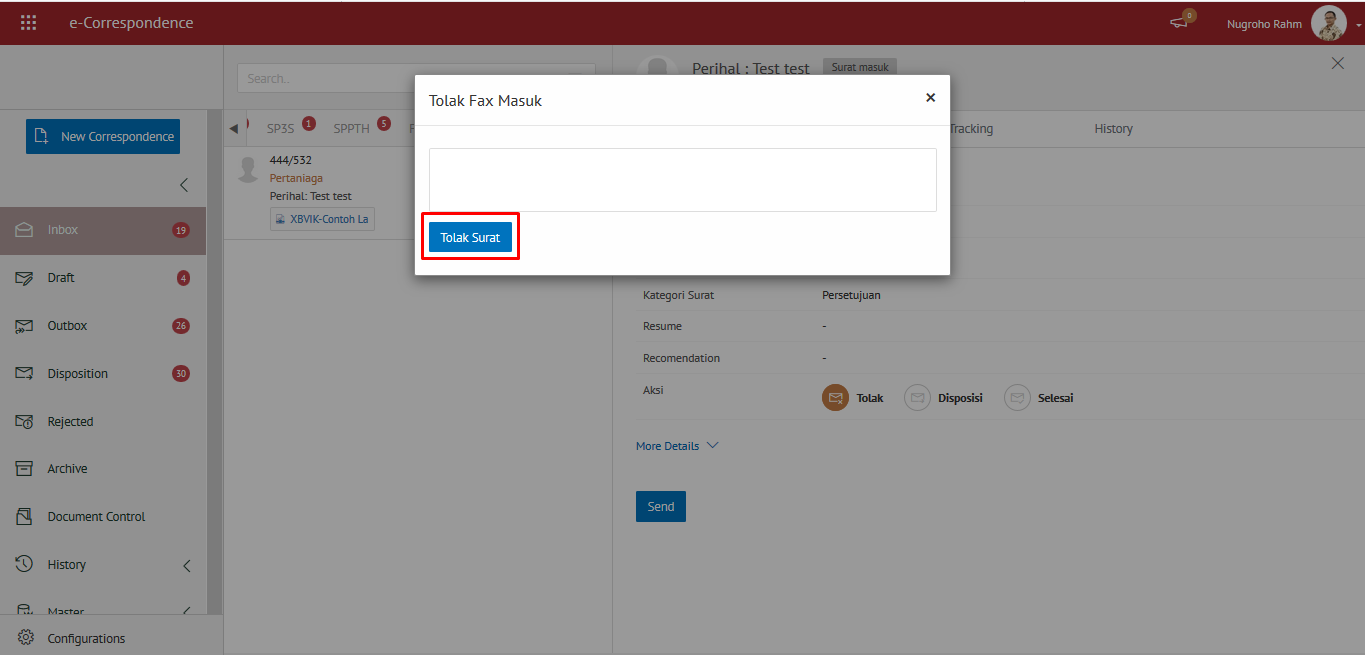 e-Correspondence
0
Nugroho Rahm
Search..
Perihal : Test test
Surat masuk
New Correspondence
SP3S 1
SPPTH 5
Tracking
History
444/532
Pertaniaga
Perihal: Test test
XBVIK-Contoh La
Tolak Fax Masuk
×
Tolak Surat
Inbox 19
Draft 4
Outbox 26
Disposition 30
Rejected
Archive
Document Control
History
Master
Configurations
Kategori Surat Persetujuan
Resume -
Recomendation -
Aksi Tolak Disposisi Selesai
More Details
Send